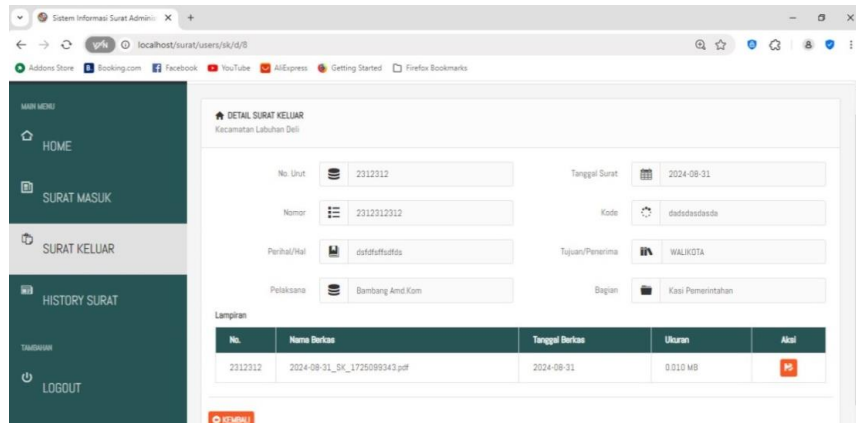 Sistem Informasi Surat Adminis
VPN localhost/surat/users/sk/d/8
Addons Store Booking.com Facebook YouTube AliExpress Getting Started Firefox Bookmarks
MAIN MENU
HOME
SURAT MASUK
SURAT KELUAR
HISTORY SURAT
TAMBAHAN
LOGOUT
DETAIL SURAT KELUAR
Kecamatan Labuhan Deli
No. Urut 2312312 Tanggal Surat 2024-08-31
Nomor 2312312312 Kode dadsdasdasda
Perihal/Hal Tujuan/Penerima WALIKOTA
Pelaksana Bambang Amd.Kom Bagian Kasi Pemerintahan
Lampiran
No. Nama Berkas Tanggal Berkas Ukuran Aksi
2312312 2024-08-31_SK_1725099343.pdf 2024-08-31 0.010 MB
KEMBALI